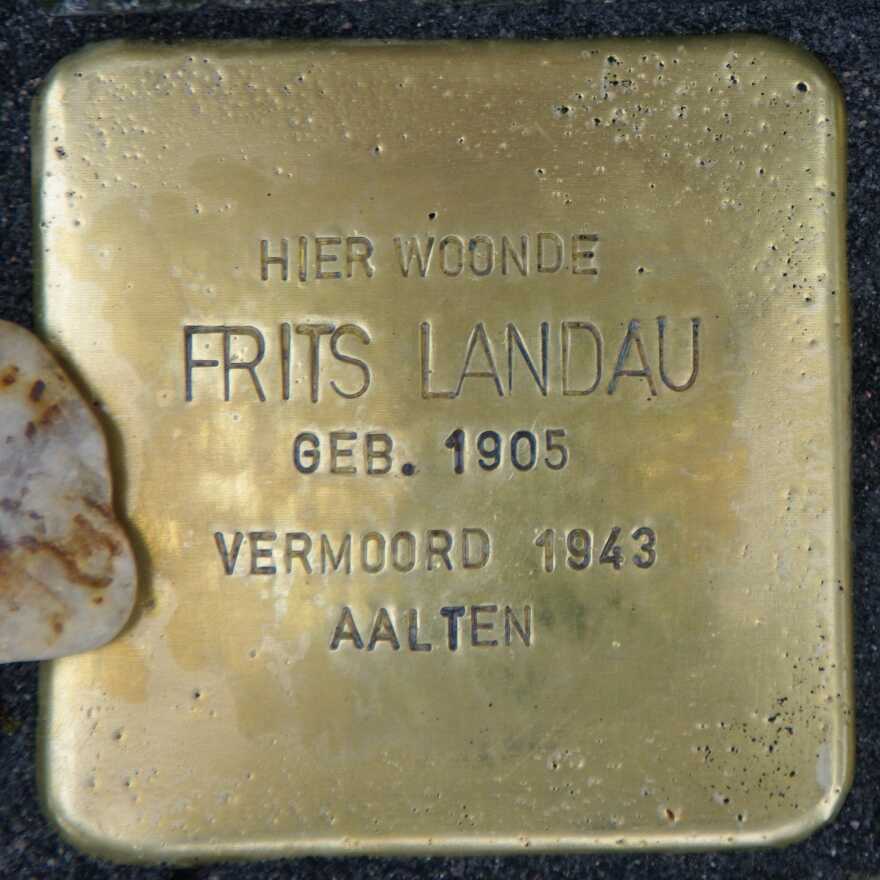 HIER WOONDE
FRITS LANDAU
GEB. 1905
VERMOORD 1943
AALTEN